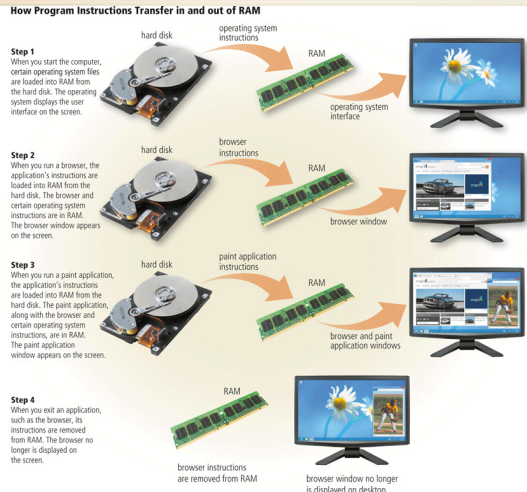 How Program Instructions Transfer in and out of RAM
Step 1
When you start the computer,
certain operating system files
are loaded into RAM from
the hard disk. The operating
system displays the user
interface on the screen.
hard disk
operating system
instructions
RAM
operating system
interface
Step 2
When you run a browser, the
application's instructions are
loaded into RAM from the
hard disk. The browser and
certain operating system
instructions are in RAM.
The browser window appears
on the screen.
hard disk
browser
instructions
RAM
browser window
Step 3
When you run a paint application,
the application's instructions
are loaded into RAM from the
hard disk. The paint application,
along with the browser and
certain operating system
instructions, are in RAM.
The paint application
window appears on the screen.
hard disk
paint application
instructions
RAM
browser and paint
application windows
Step 4
When you exit an application,
such as the browser, its
instructions are removed
from RAM. The browser no
longer is displayed on
the screen.
RAM
browser instructions
are removed from RAM
browser window no longer
is displayed on desktop